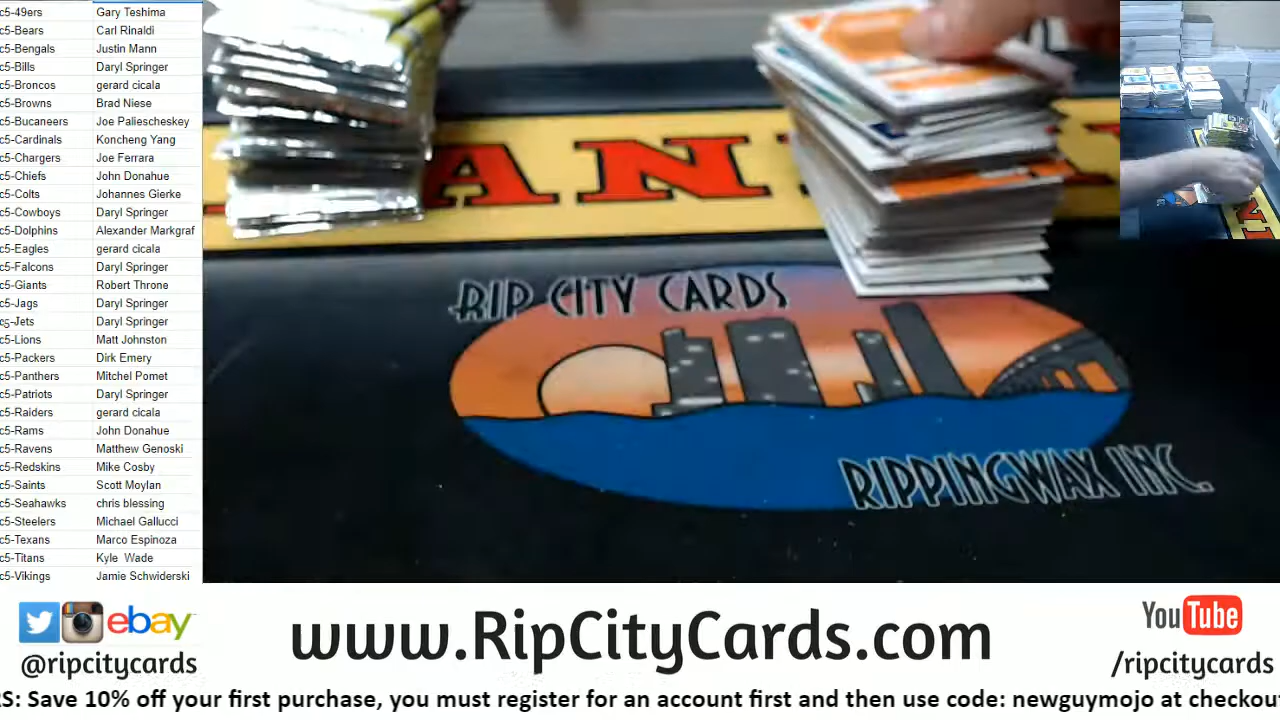 c5-49ers Gary Teshima
c5-Bears Carl Rinaldi
c5-Bengals Justin Mann
c5-Bills Daryl Springer
c5-Broncos gerard cicala
c5-Browns Brad Niese
c5-Bucaneers Joe Paliescheskey
c5-Cardinals Koncheng Yang
c5-Chargers Joe Ferrara
c5-Chiefs John Donahue
c5-Colts Johannes Gierke
c5-Cowboys Daryl Springer
c5-Dolphins Alexander Markgraf
c5-Eagles gerard cicala
c5-Falcons Daryl Springer
c5-Giants Robert Throne
c5-Jags Daryl Springer
c5-Jets Daryl Springer
c5-Lions Matt Johnston
c5-Packers Dirk Emery
c5-Panthers Mitchel Pomet
c5-Patriots Daryl Springer
c5-Raiders gerard cicala
c5-Rams John Donahue
c5-Ravens Matthew Genoski
c5-Redskins Mike Cosby
c5-Saints Scott Moylan
c5-Seahawks chris blessing
c5-Steelers Michael Gallucci
c5-Texans Marco Espinoza
c5-Titans Kyle Wade
c5-Vikings Jamie Schwiderski
ANI
RIP CITY CARDS
RIPPINGWAX INC.
NI
ebay
@ripcitycards
www.RipCityCards.com
YouTube
/ripcitycards
RS: Save 10% off your first purchase, you must register for an account first and then use code: newguymojo at checkou